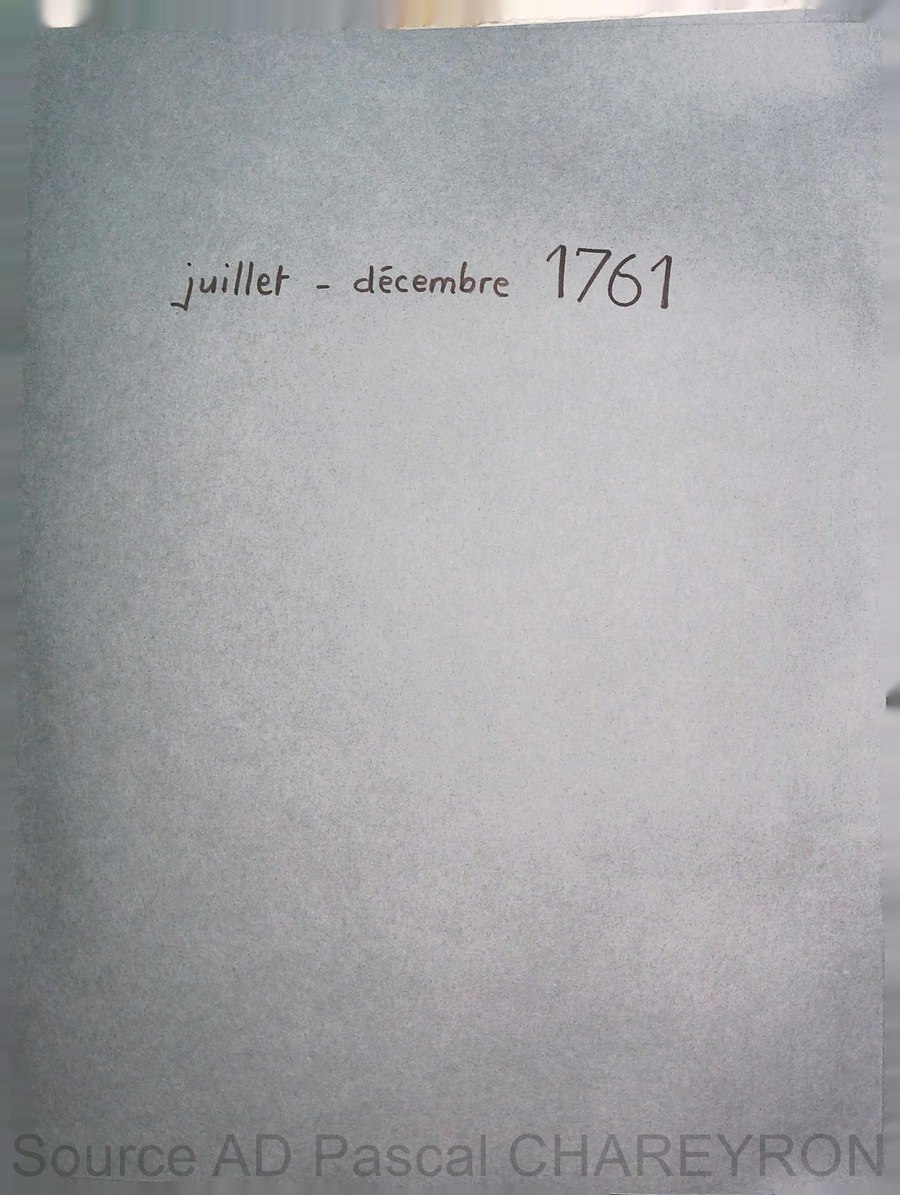 juillet - décembre 1761
Source AD Pascal CHAREYRON